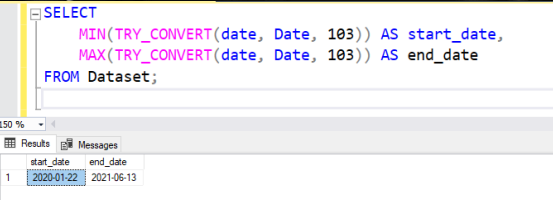 SELECT
MIN(TRY_CONVERT(date, Date, 103)) AS start_date,
MAX(TRY_CONVERT(date, Date, 103)) AS end_date
FROM Dataset;
150 %
Results Messages
start_date end_date
1 2020-01-22 2021-06-13